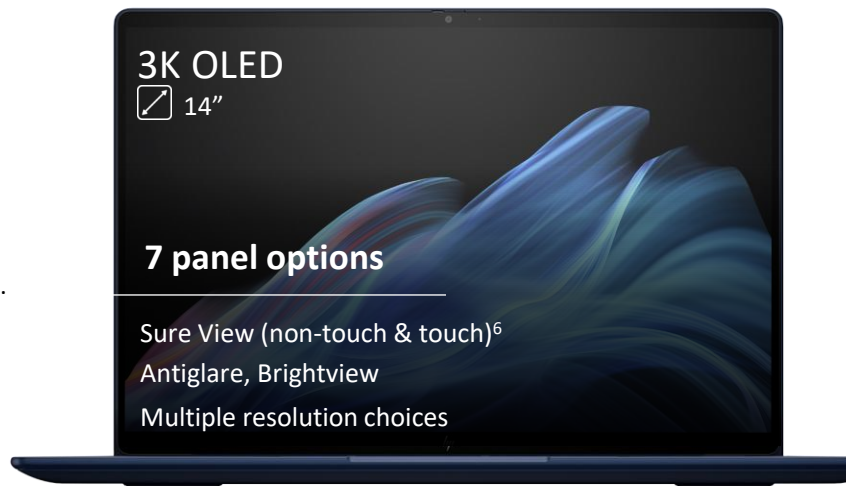 3K OLED
14”
7 panel options
.
Sure View (non-touch & touch)⁶
Antiglare, Brightview
Multiple resolution choices